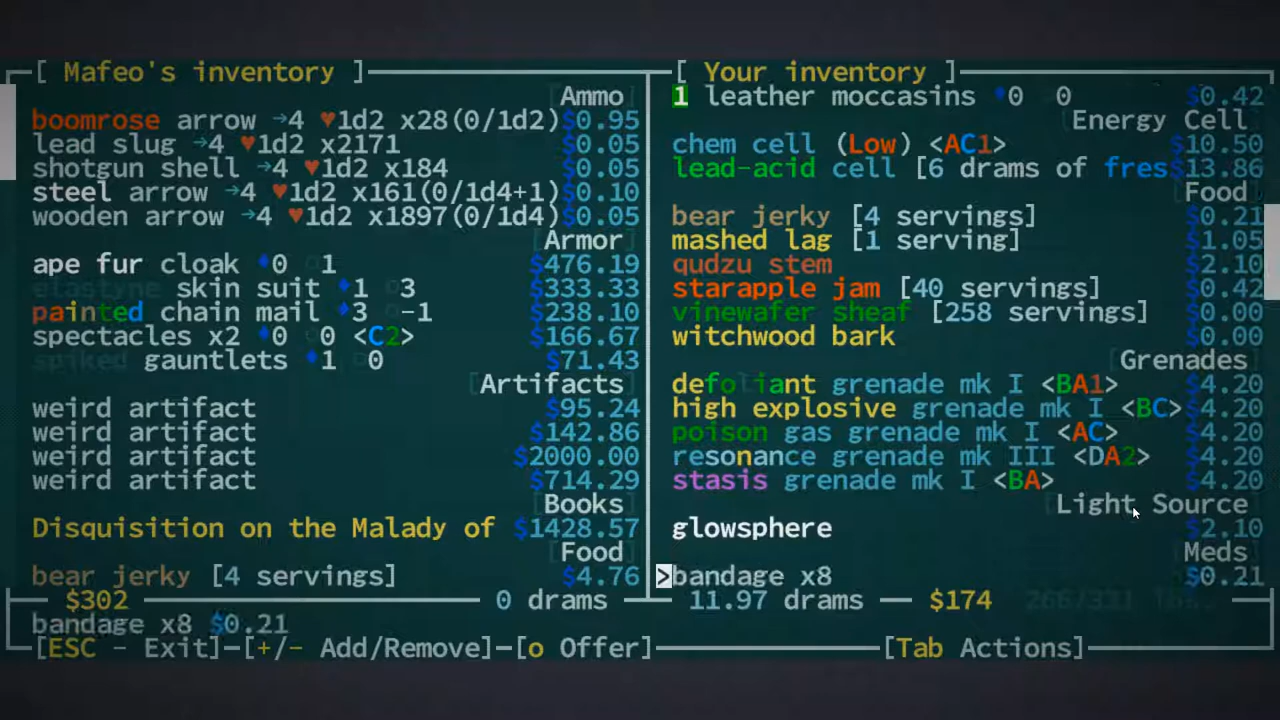 [ Mafeo's inventory ]
[Ammo]
boomrose arrow →4 ♥1d2 x28(0/1d2) $0.95
lead slug →4 ♥1d2 x2171 $0.05
shotgun shell →4 ♥1d2 x184 $0.05
steel arrow →4 ♥1d2 x161(0/1d4+1) $0.10
wooden arrow →4 ♥1d2 x1897(0/1d4) $0.05
[Armor]
ape fur cloak ♦0 ○1 $476.19
elastyne skin suit ♦1 ○3 $333.33
painted chain mail ♦3 ○-1 $238.10
spectacles x2 ♦0 ○0 <C2> $166.67
spiked gauntlets ♦1 ○0 $71.43
[Artifacts]
weird artifact $95.24
weird artifact $142.86
weird artifact $2000.00
weird artifact $714.29
[Books]
Disquisition on the Malady of $1428.57
[Food]
bear jerky [4 servings] $4.76
$302 0 drams
[ Your inventory ]
1 leather moccasins ♦0 ○0 $0.42
[Energy Cell]
chem cell (Low) <AC1> $10.50
lead-acid cell [6 drams of fres $13.86
[Food]
bear jerky [4 servings] $0.21
mashed lag [1 serving] $1.05
qudzu stem $2.10
starapple jam [40 servings] $0.42
vinewafer sheaf [258 servings] $0.00
witchwood bark $0.00
[Grenades]
defoliant grenade mk I <BA1> $4.20
high explosive grenade mk I <BC> $4.20
poison gas grenade mk I <AC> $4.20
resonance grenade mk III <DA2> $4.20
stasis grenade mk I <BA> $4.20
[Light Source]
glowsphere $2.10
[Meds]
>bandage x8 $0.21
11.97 drams — $174
bandage x8 $0.21
[ESC - Exit]-[+/- Add/Remove]-[o Offer]
[Tab Actions]